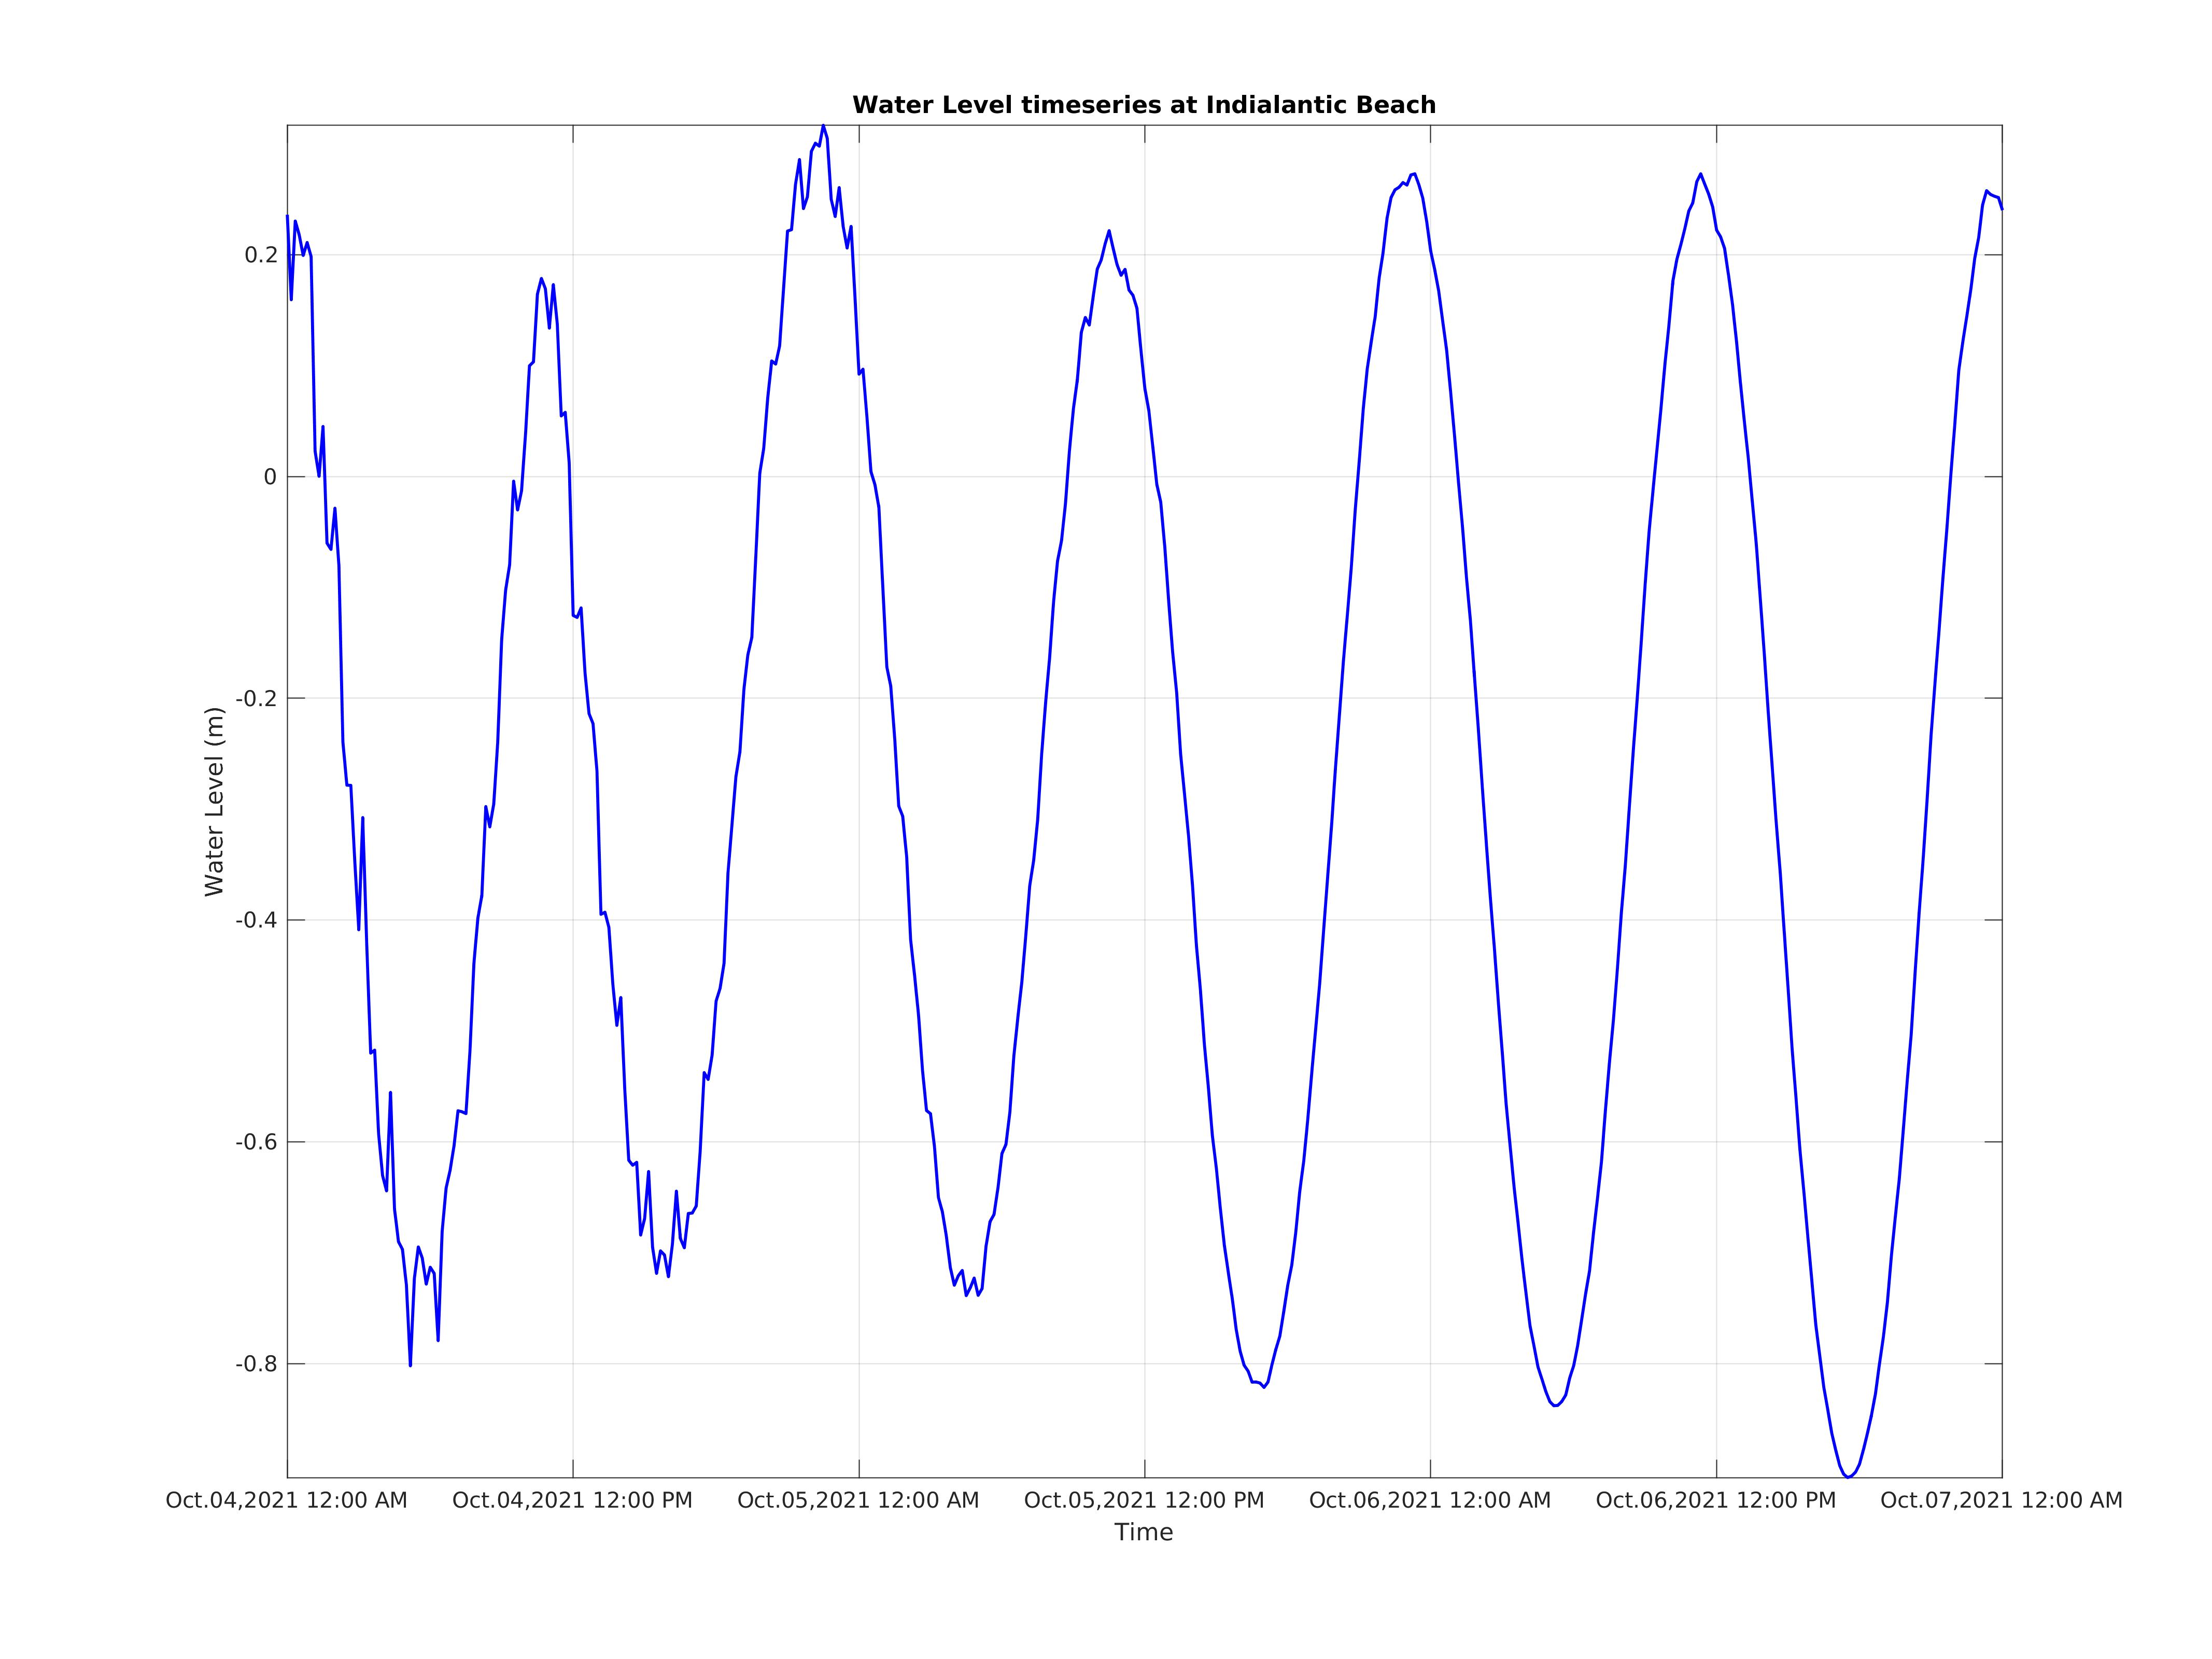 Water Level timeseries at Indialantic Beach
Water Level (m)
0.2
0
-0.2
-0.4
-0.6
-0.8
Oct.04,2021 12:00 AM
Oct.04,2021 12:00 PM
Oct.05,2021 12:00 AM
Oct.05,2021 12:00 PM
Oct.06,2021 12:00 AM
Oct.06,2021 12:00 PM
Oct.07,2021 12:00 AM
Time